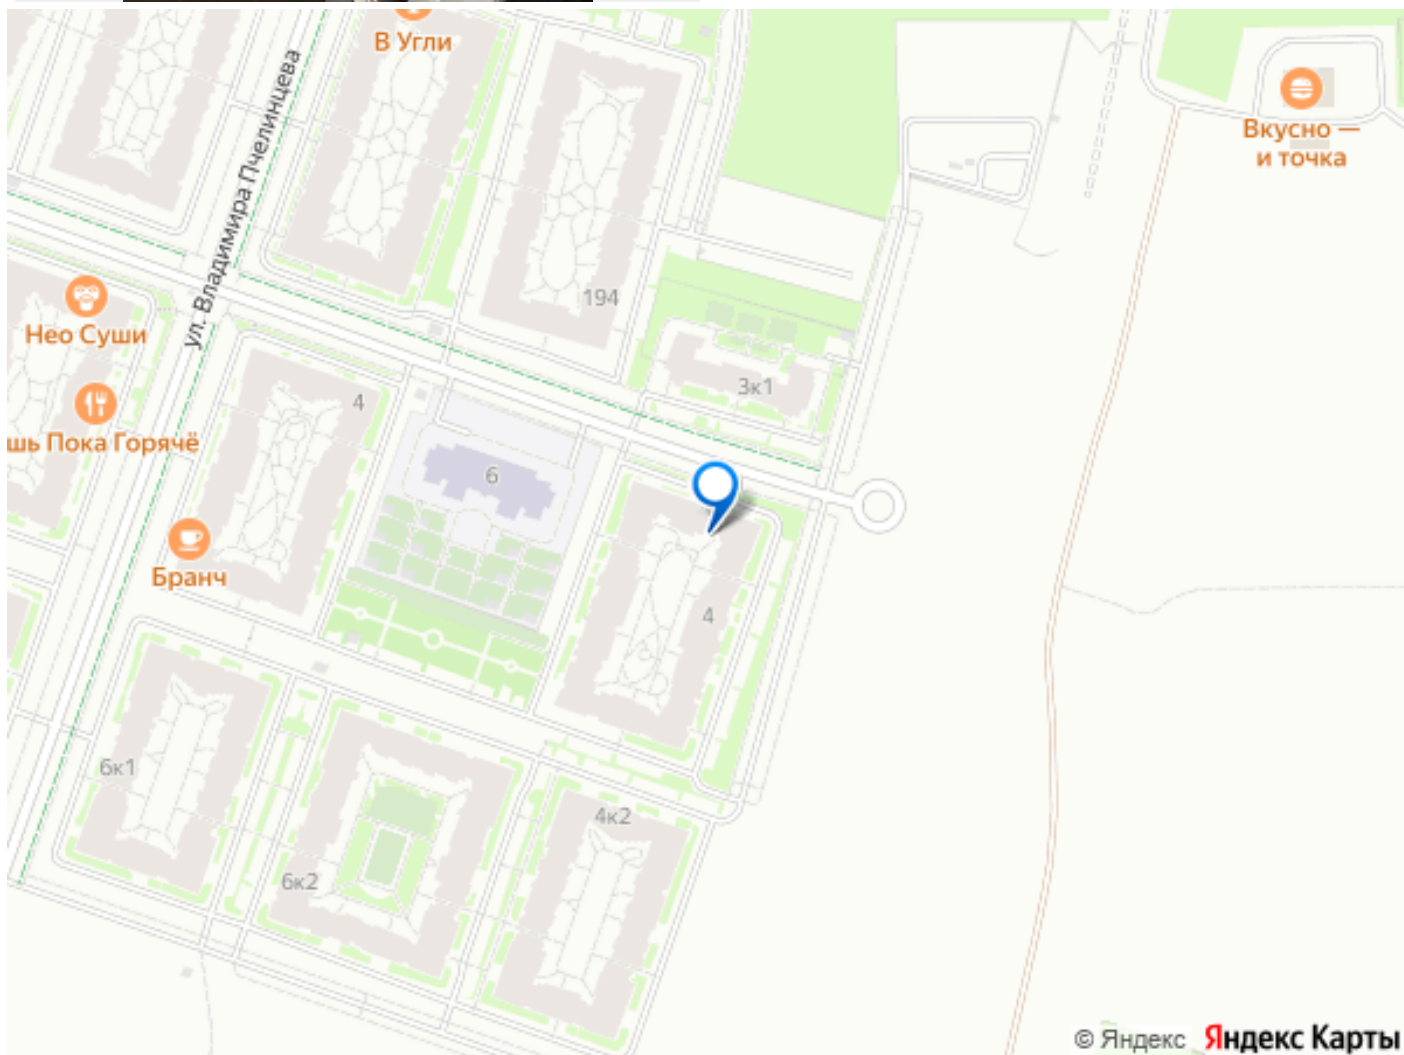 В Угли
Вкусно —
и точка
ул. Владимира Пчелинцева
194
Нео Суши
3к1
4
шь Пока Горячё
6
Бранч
4
6к1
4к2
6к2
© Яндекс Яндекс Карты